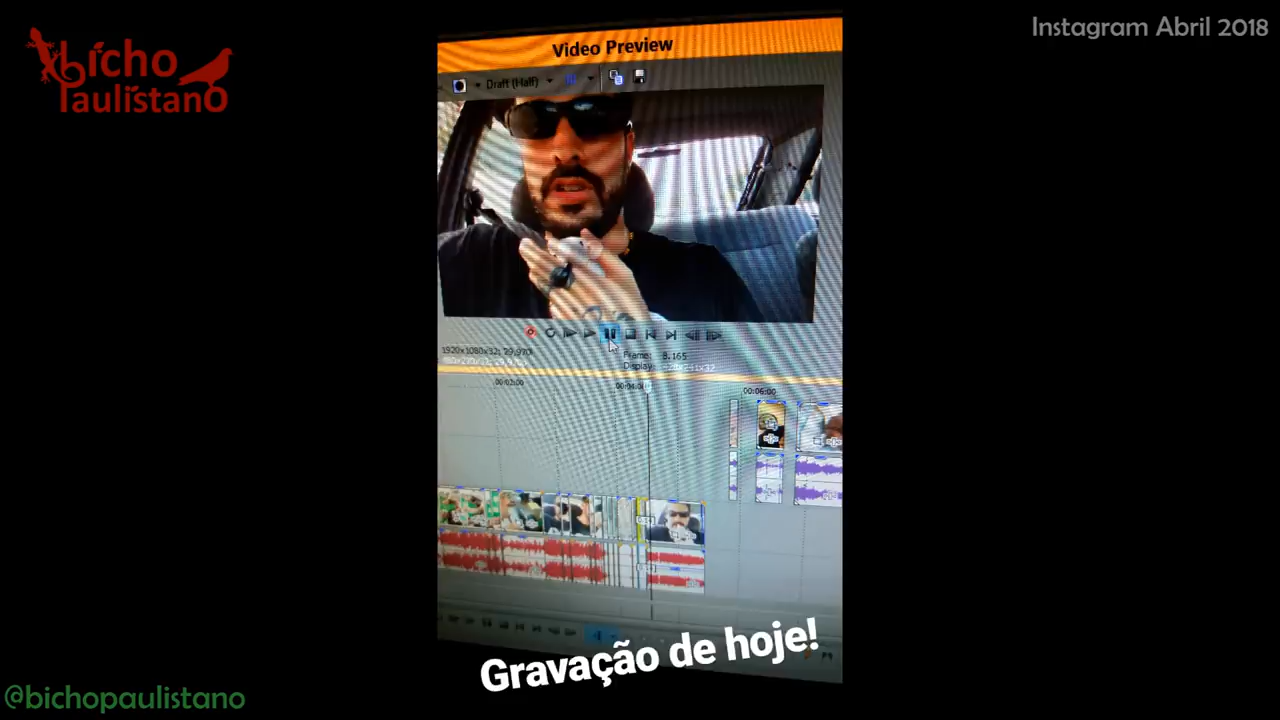 Instagram Abril 2018
bicho
Paulistano
Video Preview
Draft (Half)
1920x1080x32; 29,970
Frame: 8.165
Display:
00:02:00
00:06:00
Gravação de hoje!
@bichopaulistano